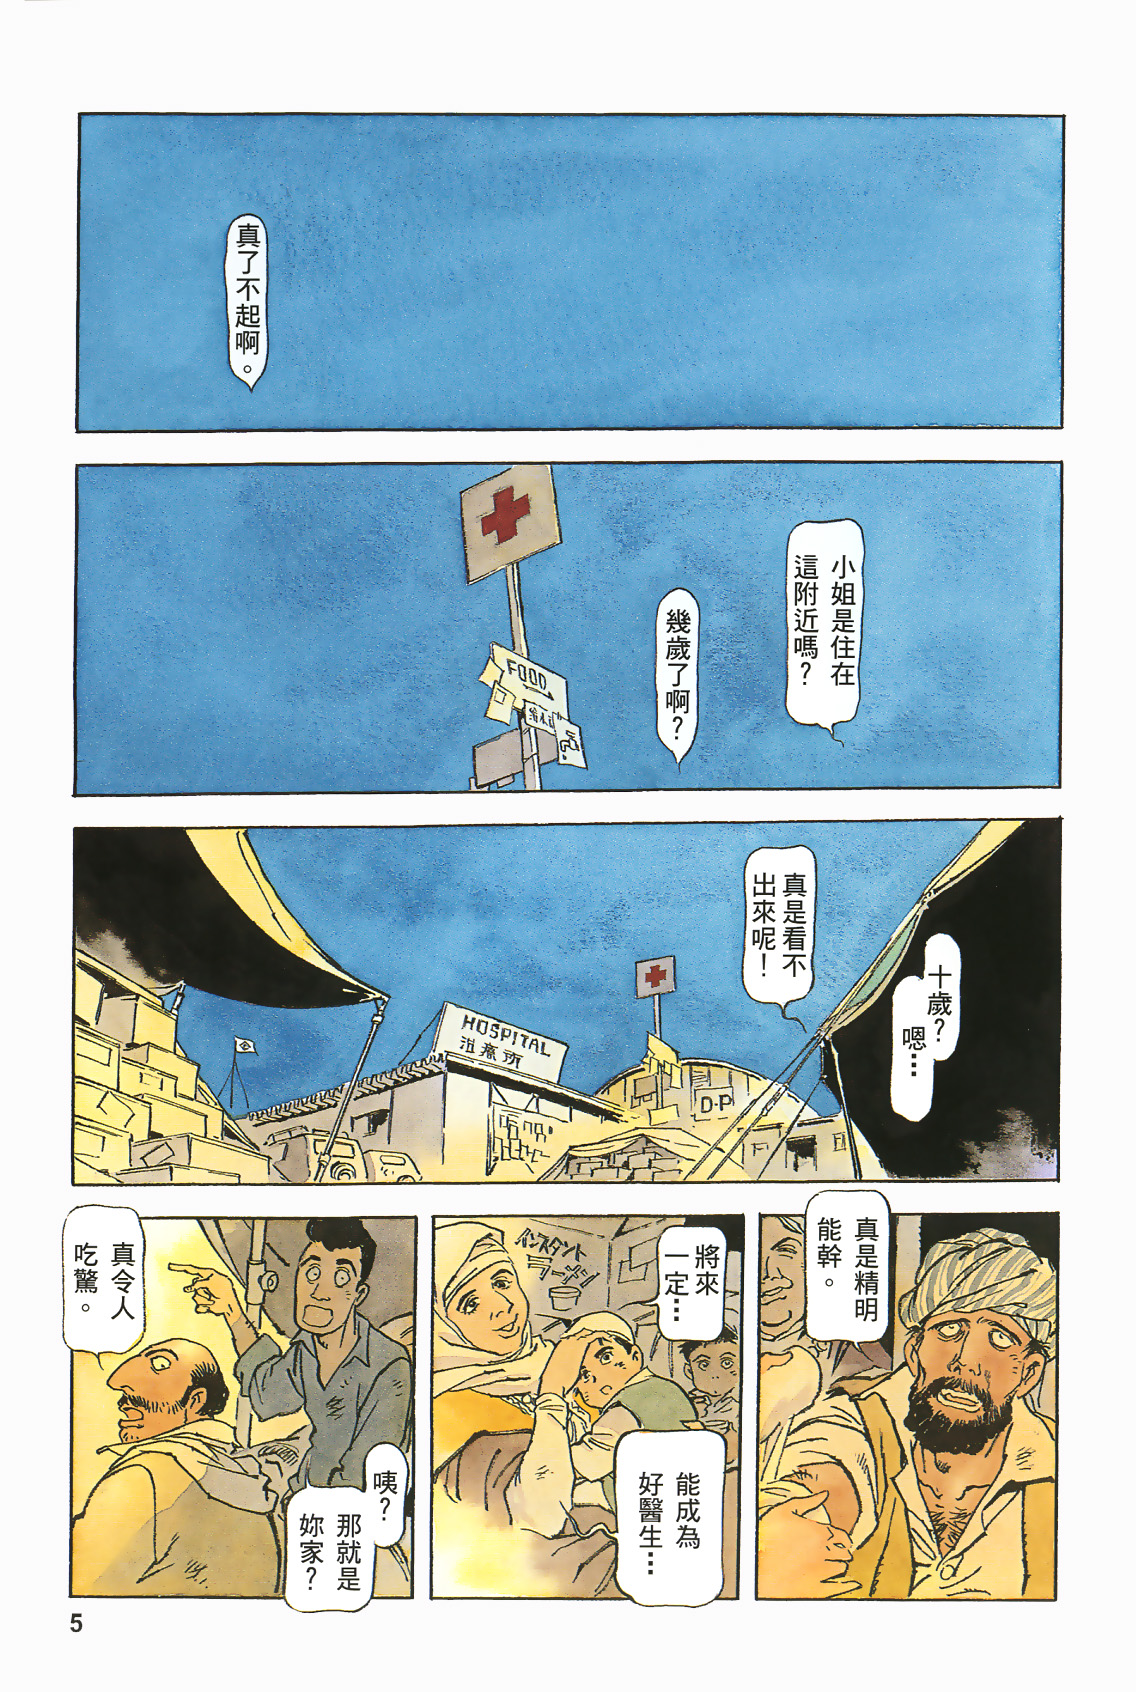 真了不起啊。
小姐是住在
這附近嗎？
幾歲了啊？
FOOD
真是看不
出來呢！
十歲？
嗯…
HOSPITAL
D-P
真是精明
能幹。
將來
一定…
インスタント
ラーメン
能成為
好醫生…
真令人
吃驚。
咦？
那就是
妳家？
5